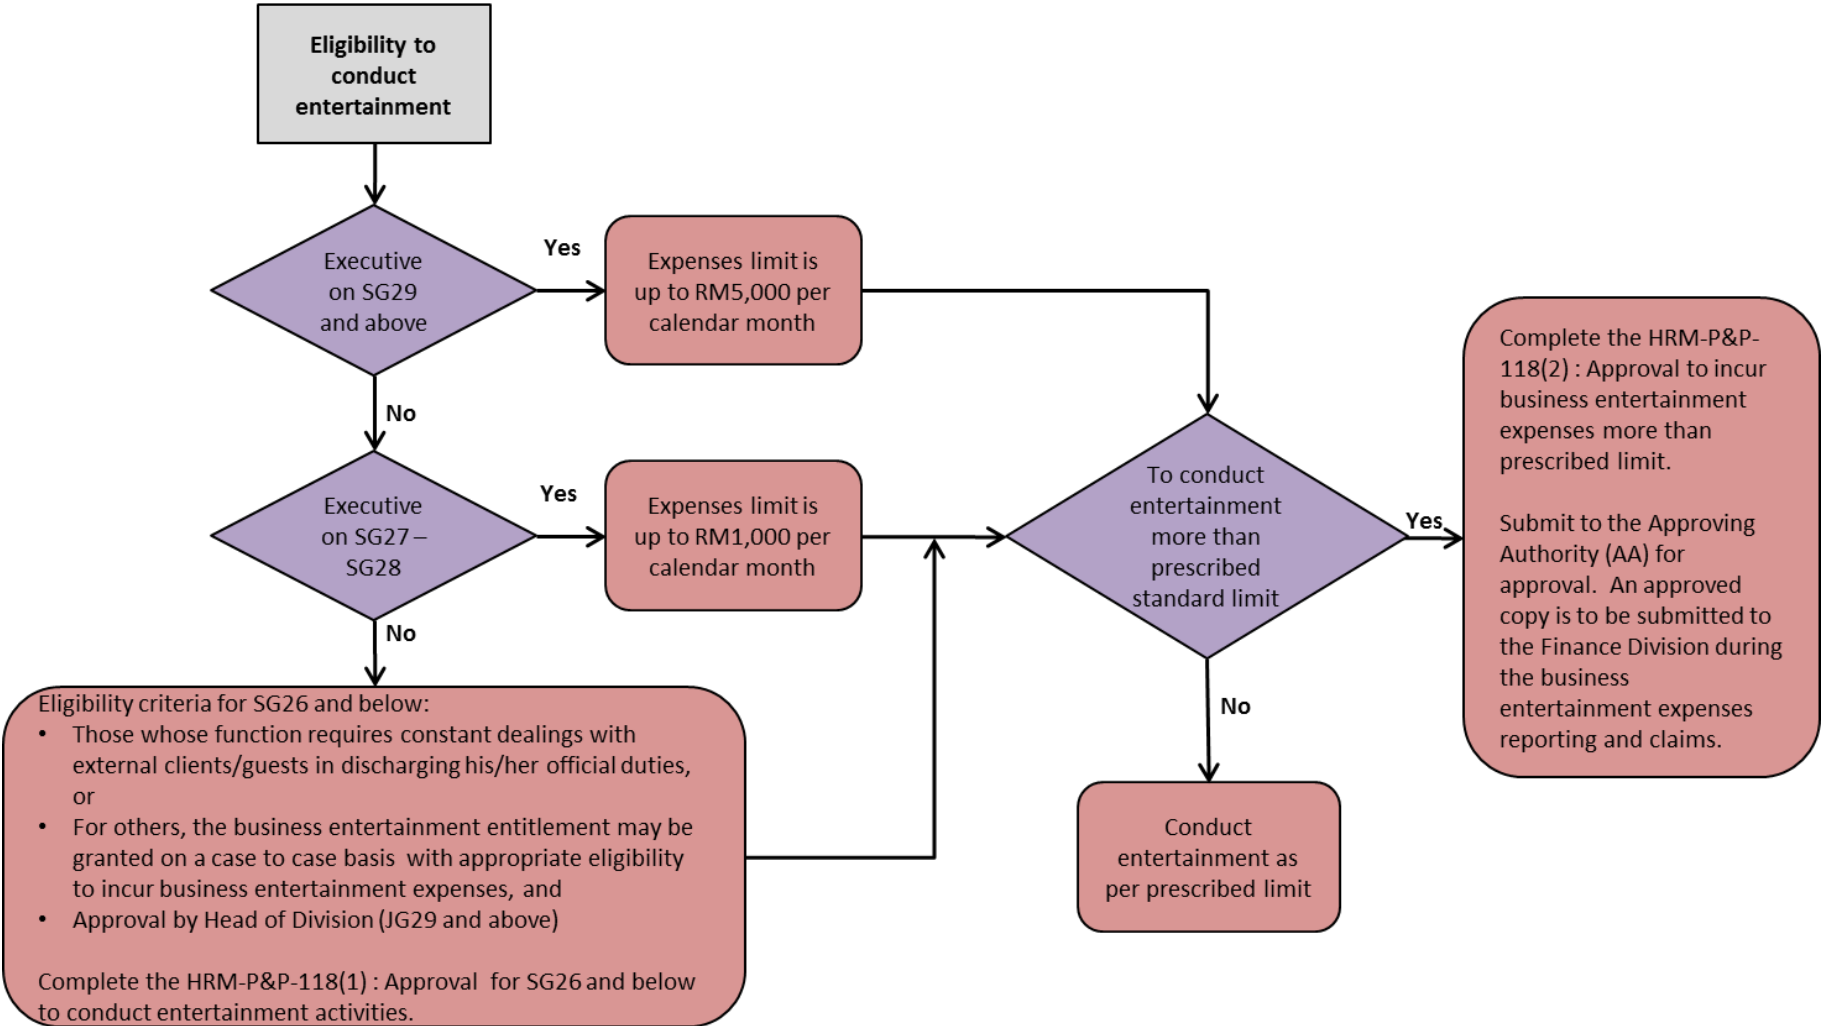 Eligibility to
conduct
entertainment
Executive
on SG29
and above
Yes
Expenses limit is
up to RM5,000 per
calendar month
No
Executive
on SG27 –
SG28
Yes
Expenses limit is
up to RM1,000 per
calendar month
No
Eligibility criteria for SG26 and below:
• Those whose function requires constant dealings with
external clients/guests in discharging his/her official duties,
or
• For others, the business entertainment entitlement may be
granted on a case to case basis with appropriate eligibility
to incur business entertainment expenses, and
• Approval by Head of Division (JG29 and above)
Complete the HRM-P&P-118(1) : Approval for SG26 and below
to conduct entertainment activities.
To conduct
entertainment
more than
prescribed
standard limit
Yes
Complete the HRM-P&P-
118(2) : Approval to incur
business entertainment
expenses more than
prescribed limit.
Submit to the Approving
Authority (AA) for
approval. An approved
copy is to be submitted to
the Finance Division during
the business
entertainment expenses
reporting and claims.
No
Conduct
entertainment as
per prescribed limit